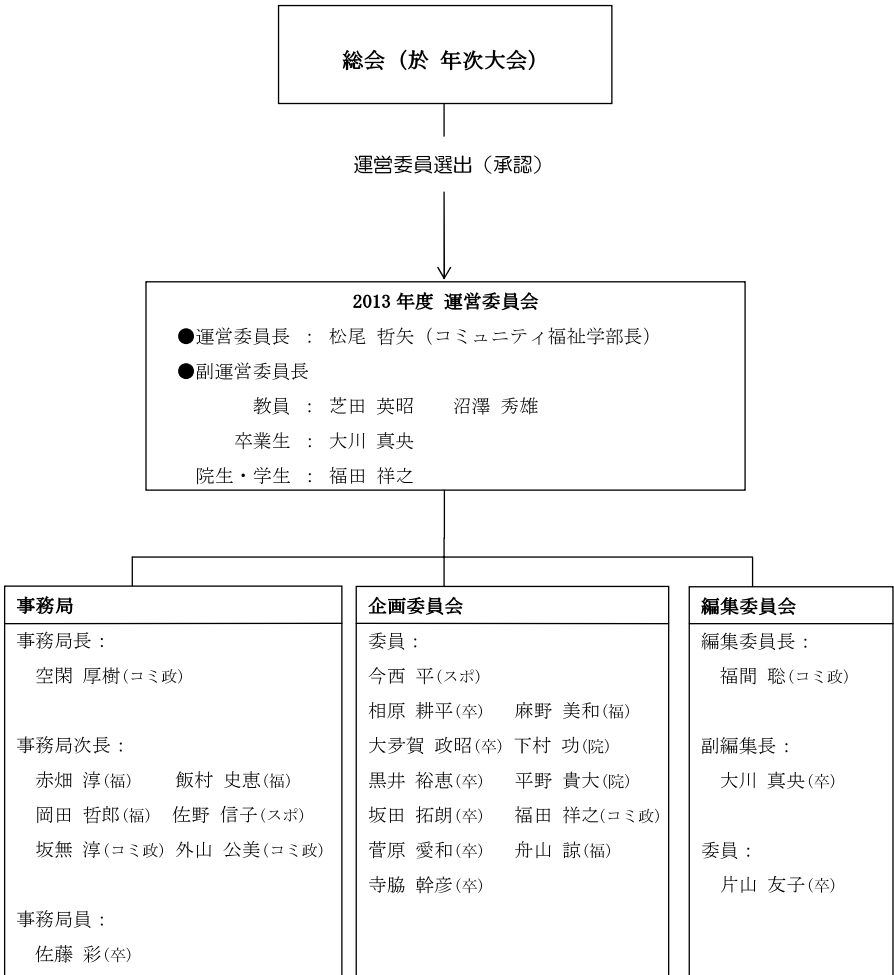 総会（於 年次大会）
運営委員選出（承認）
2013 年度 運営委員会
●運営委員長 ： 松尾 哲矢（コミュニティ福祉学部長）
●副運営委員長
教員 ： 芝田 英昭 沼澤 秀雄
卒業生 ： 大川 真央
院生・学生 ： 福田 祥之
事務局
事務局長：
空閑 厚樹(コミ政)
事務局次長：
赤畑 淳(福) 飯村 史恵(福)
岡田 哲郎(福) 佐野 信子(スポ)
坂無 淳(コミ政) 外山 公美(コミ政)
事務局員：
佐藤 彩(卒)
企画委員会
委員：
今西 平(スポ)
相原 耕平(卒) 麻野 美和(福)
大夛賀 政昭(卒) 下村 功(院)
黒井 裕恵(卒) 平野 貴大(院)
坂田 拓朗(卒) 福田 祥之(コミ政)
菅原 愛和(卒) 舟山 諒(福)
寺脇 幹彦(卒)
編集委員会
編集委員長：
福間 聡(コミ政)
副編集長：
大川 真央(卒)
委員：
片山 友子(卒)